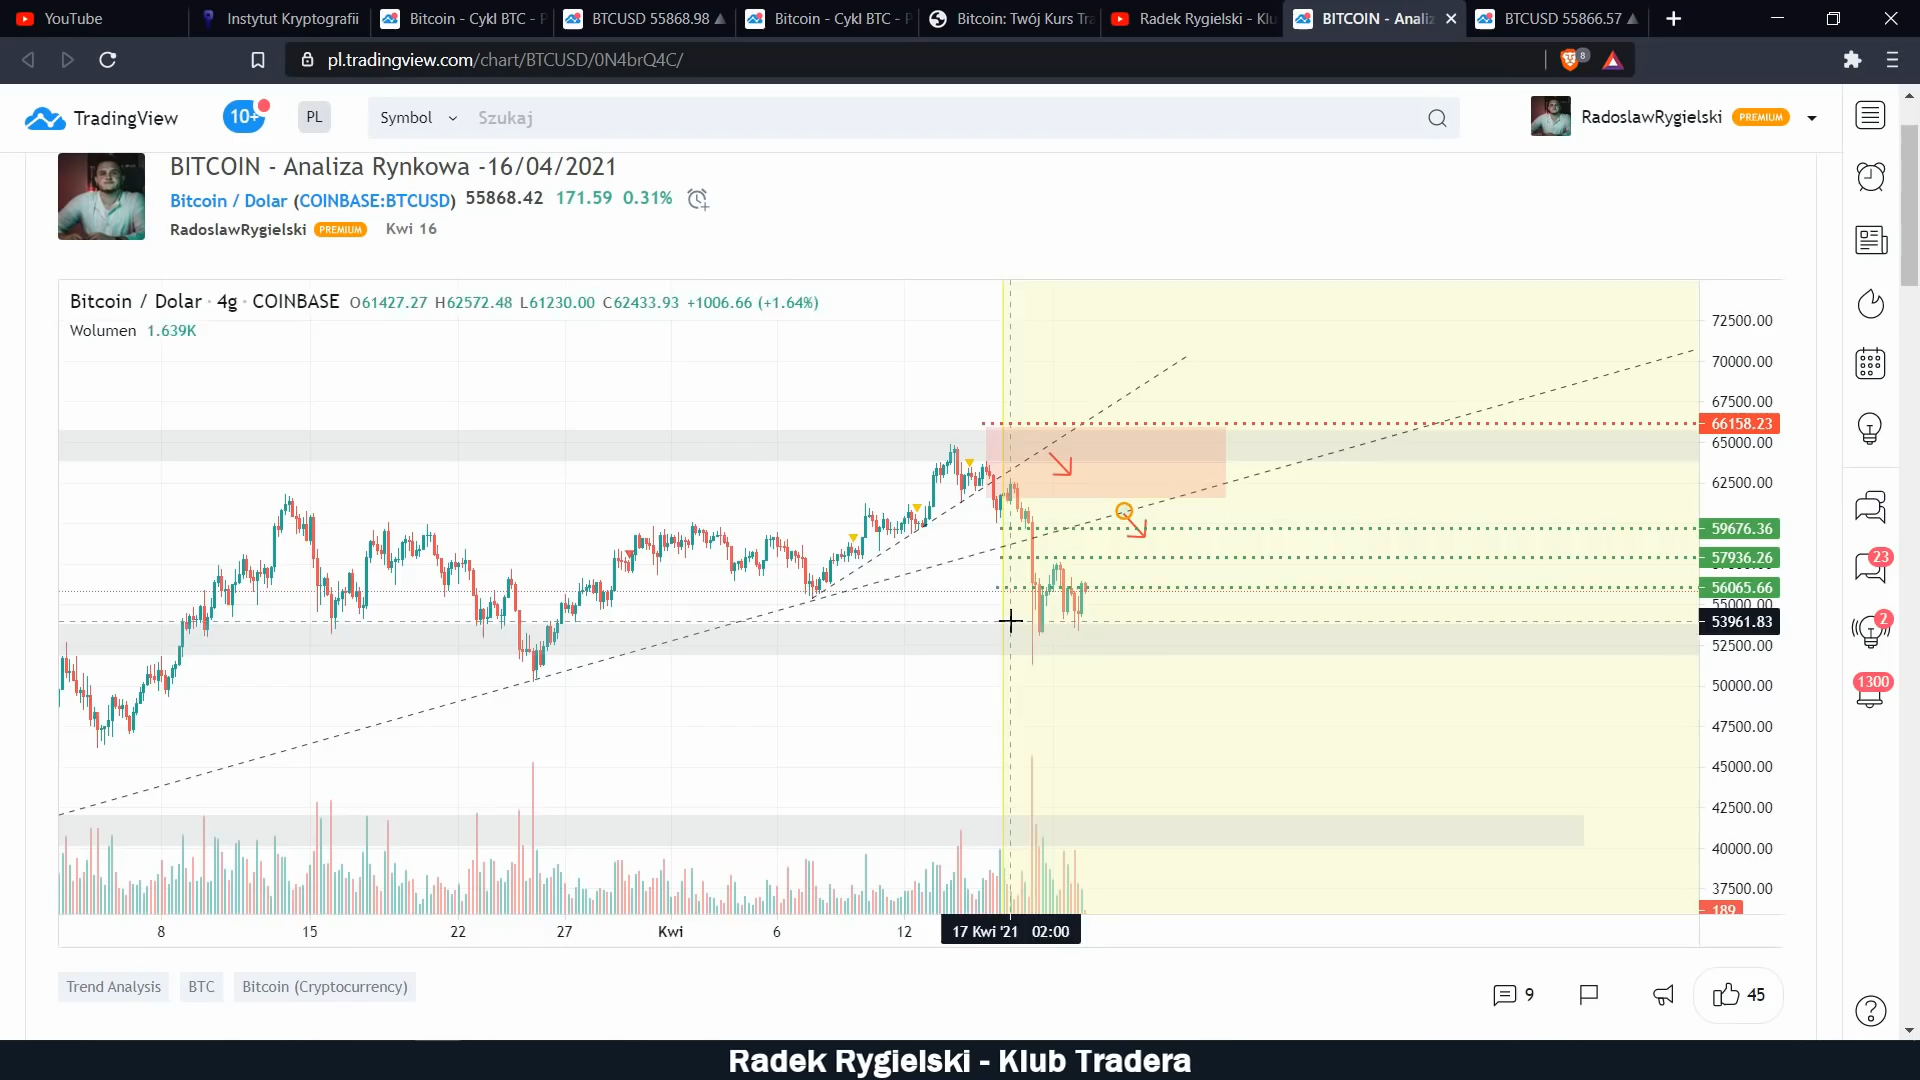 YouTube
Instytut Kryptografii
Bitcoin - Cykl BTC - P
BTCUSD 55868.98 ▲
Bitcoin - Cykl BTC - P
Bitcoin: Twój Kurs Tra
Radek Rygielski - Klu
BITCOIN - Analiz
BTCUSD 55866.57 ▲
pl.tradingview.com/chart/BTCUSD/0N4brQ4C/
8
TradingView
10+
PL
Symbol
Szukaj
RadoslawRygielski PREMIUM
BITCOIN - Analiza Rynkowa -16/04/2021
Bitcoin / Dolar (COINBASE:BTCUSD) 55868.42 171.59 0.31%
RadoslawRygielski PREMIUM Kwi 16
Bitcoin / Dolar · 4g · COINBASE O61427.27 H62572.48 L61230.00 C62433.93 +1006.66 (+1.64%)
Wolumen 1.639K
72500.00
70000.00
67500.00
66158.23
65000.00
62500.00
59676.36
57936.26
56065.66
55000.00
53961.83
52500.00
50000.00
47500.00
45000.00
42500.00
40000.00
37500.00
189
23
2
1300
8 15 22 27 Kwi 6 12 17 Kwi '21 02:00
Trend Analysis BTC Bitcoin (Cryptocurrency)
9
45
Radek Rygielski - Klub Tradera